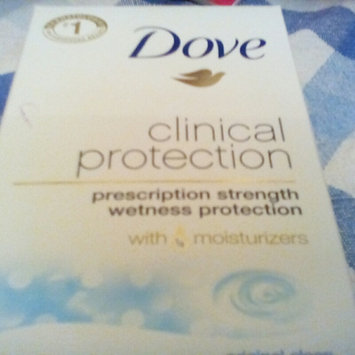 #1
Dove
clinical
protection
prescription strength
wetness protection
with moisturizers